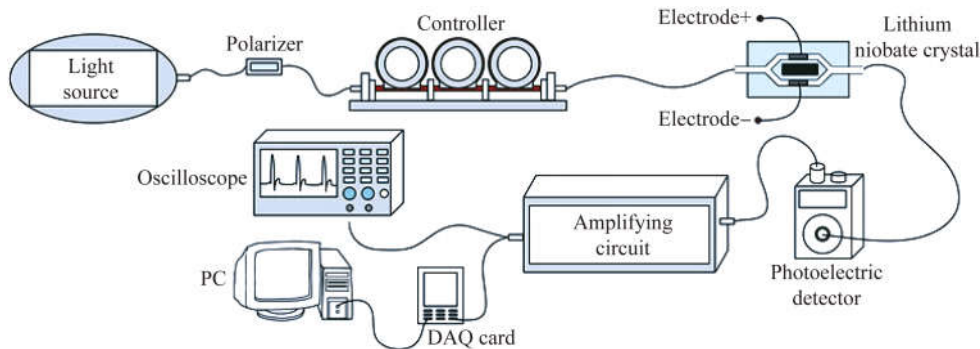 Controller
Electrode+
Lithium
niobate crystal
Polarizer
Light
source
Electrode−
Oscilloscope
Amplifying
circuit
Photoelectric
detector
PC
DAQ card